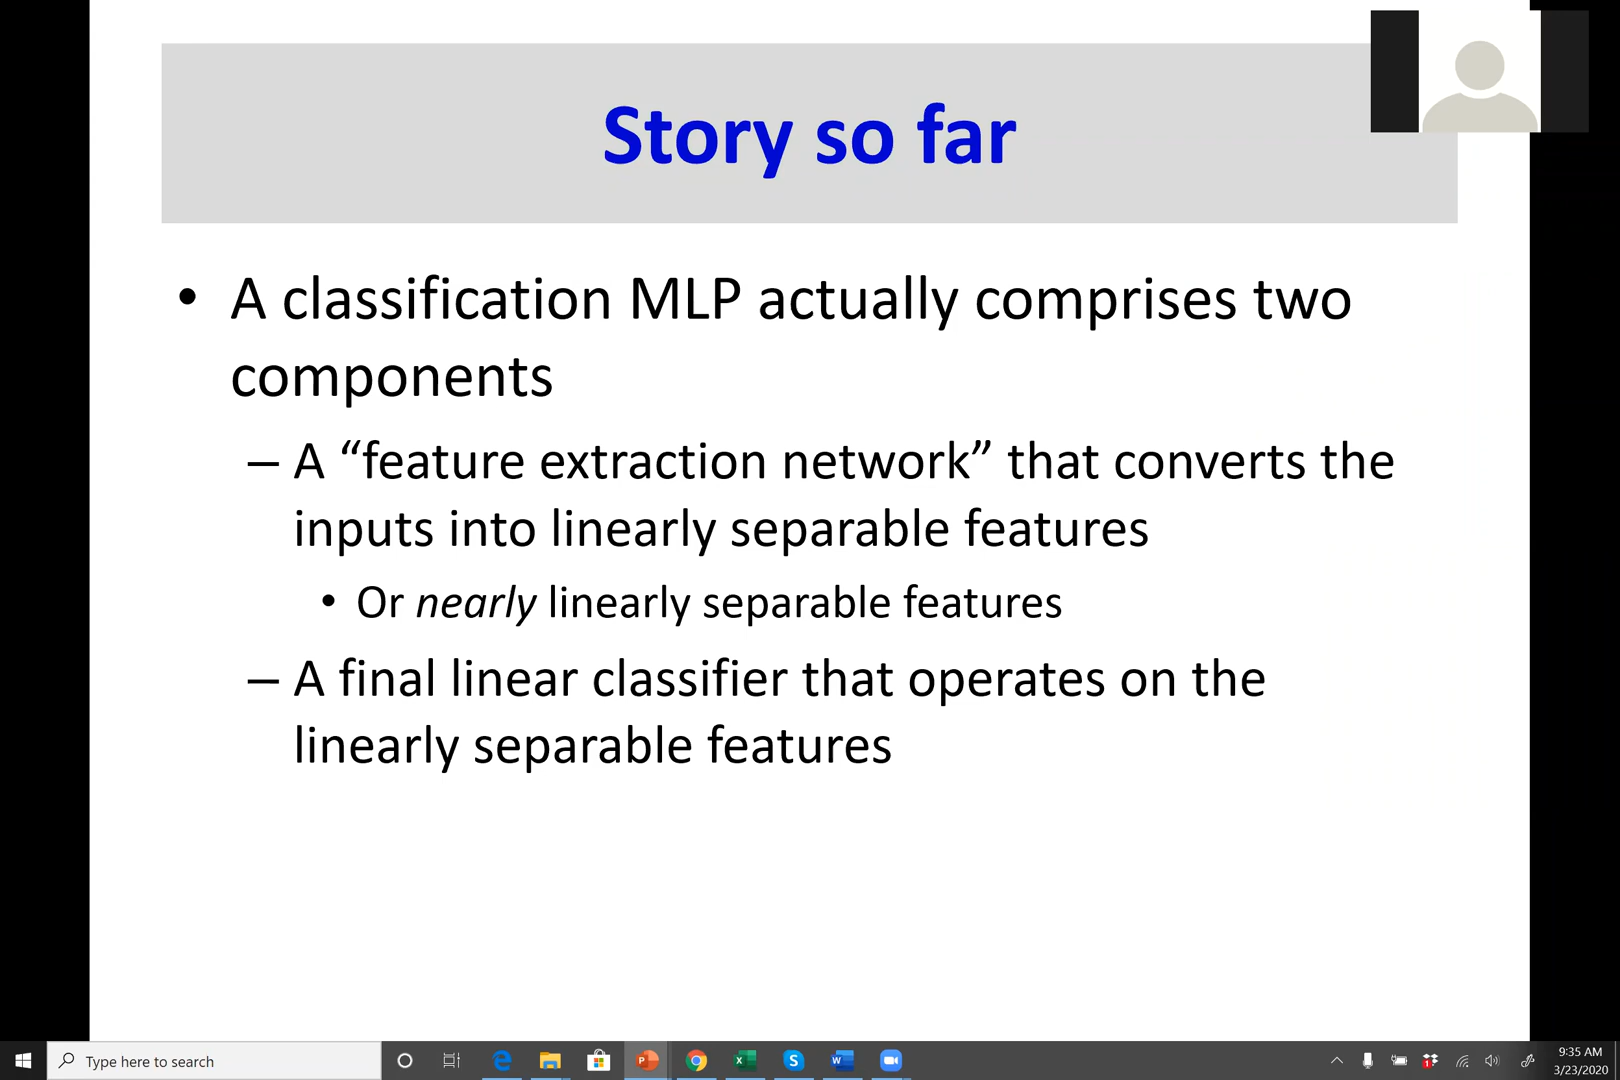 Story so far
• A classification MLP actually comprises two
components
– A “feature extraction network” that converts the
inputs into linearly separable features
• Or nearly linearly separable features
– A final linear classifier that operates on the
linearly separable features
Type here to search
9:35 AM
3/23/2020